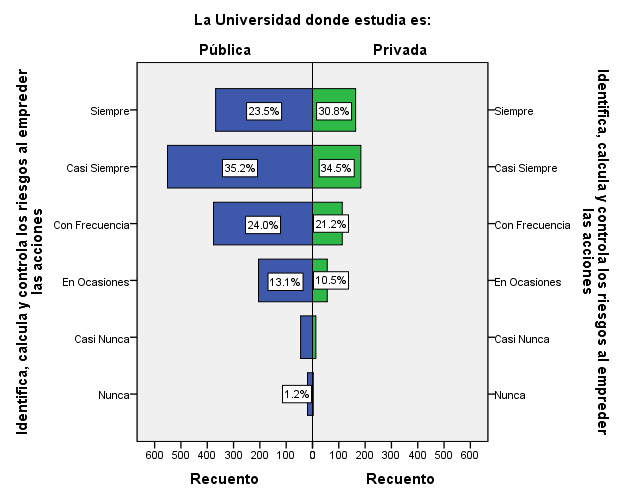 La Universidad donde estudia es:
Pública Privada
Identifica, calcula y controla los riesgos al empreder
las acciones
Siempre 23.5% 30.8% Siempre
Casi Siempre 35.2% 34.5% Casi Siempre
Con Frecuencia 24.0% 21.2% Con Frecuencia
En Ocasiones 13.1% 10.5% En Ocasiones
Casi Nunca Casi Nunca
Nunca 1.2% Nunca
Identifica, calcula y controla los riesgos al empreder
las acciones
600 500 400 300 200 100 0 100 200 300 400 500 600
Recuento Recuento